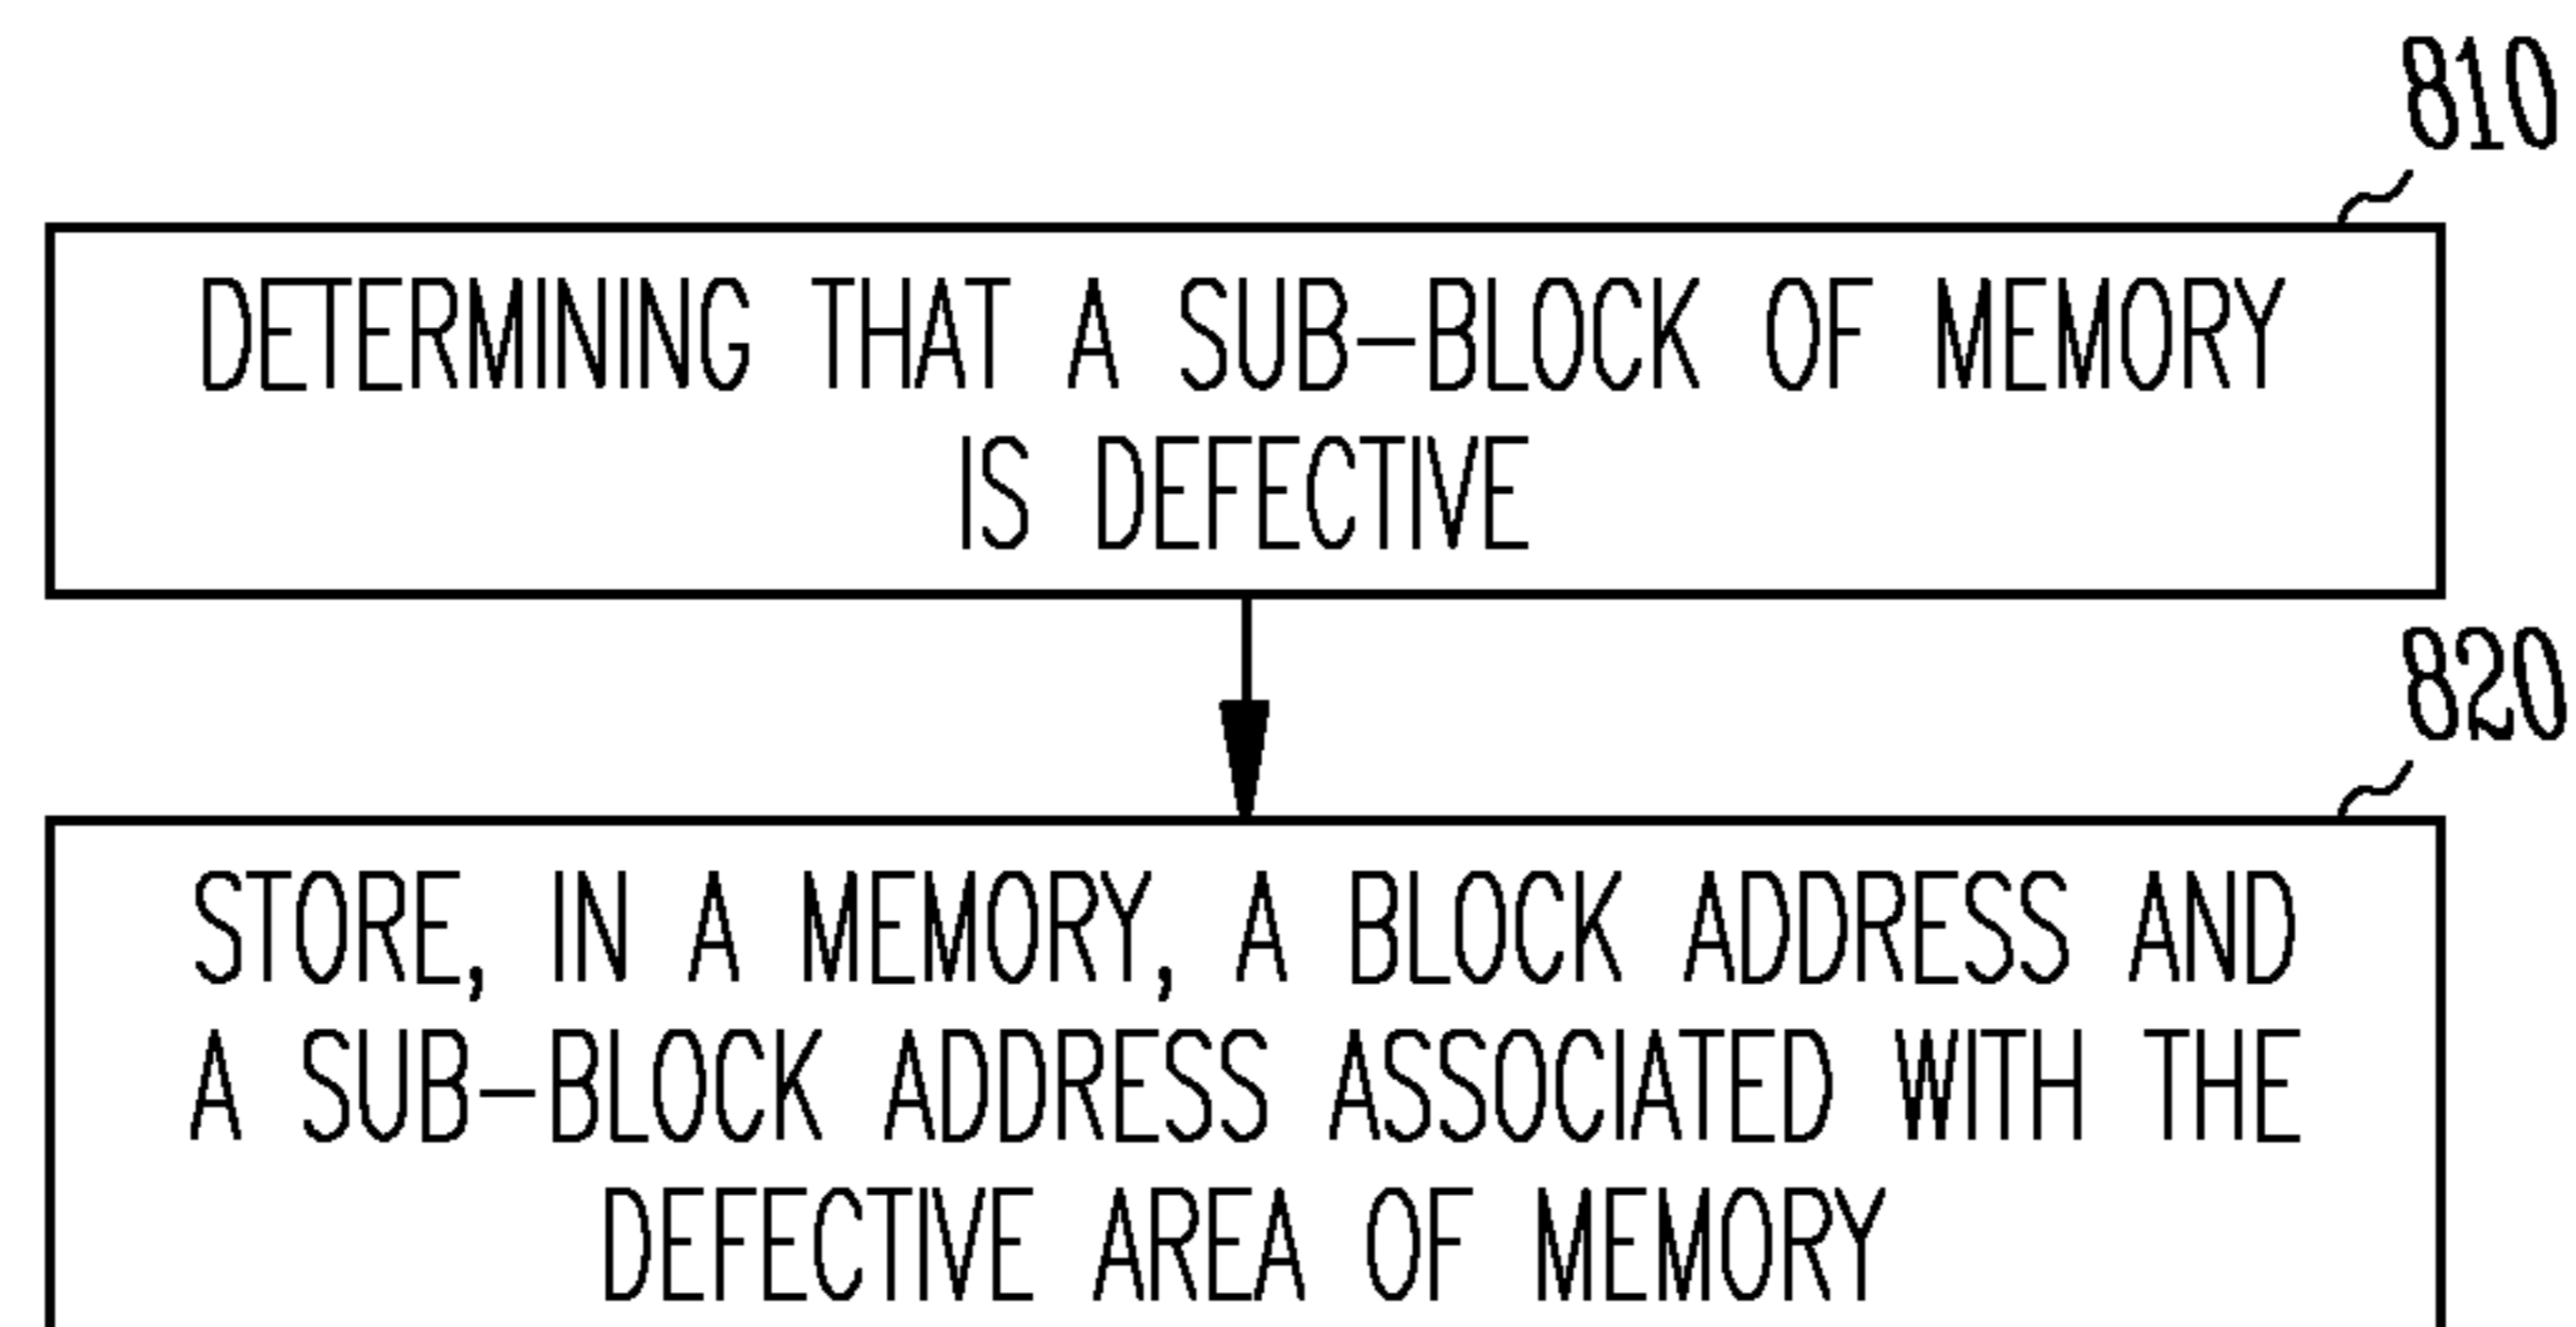 810
DETERMINING THAT A SUB-BLOCK OF MEMORY
IS DEFECTIVE
820
STORE, IN A MEMORY, A BLOCK ADDRESS AND
A SUB-BLOCK ADDRESS ASSOCIATED WITH THE
DEFECTIVE AREA OF MEMORY